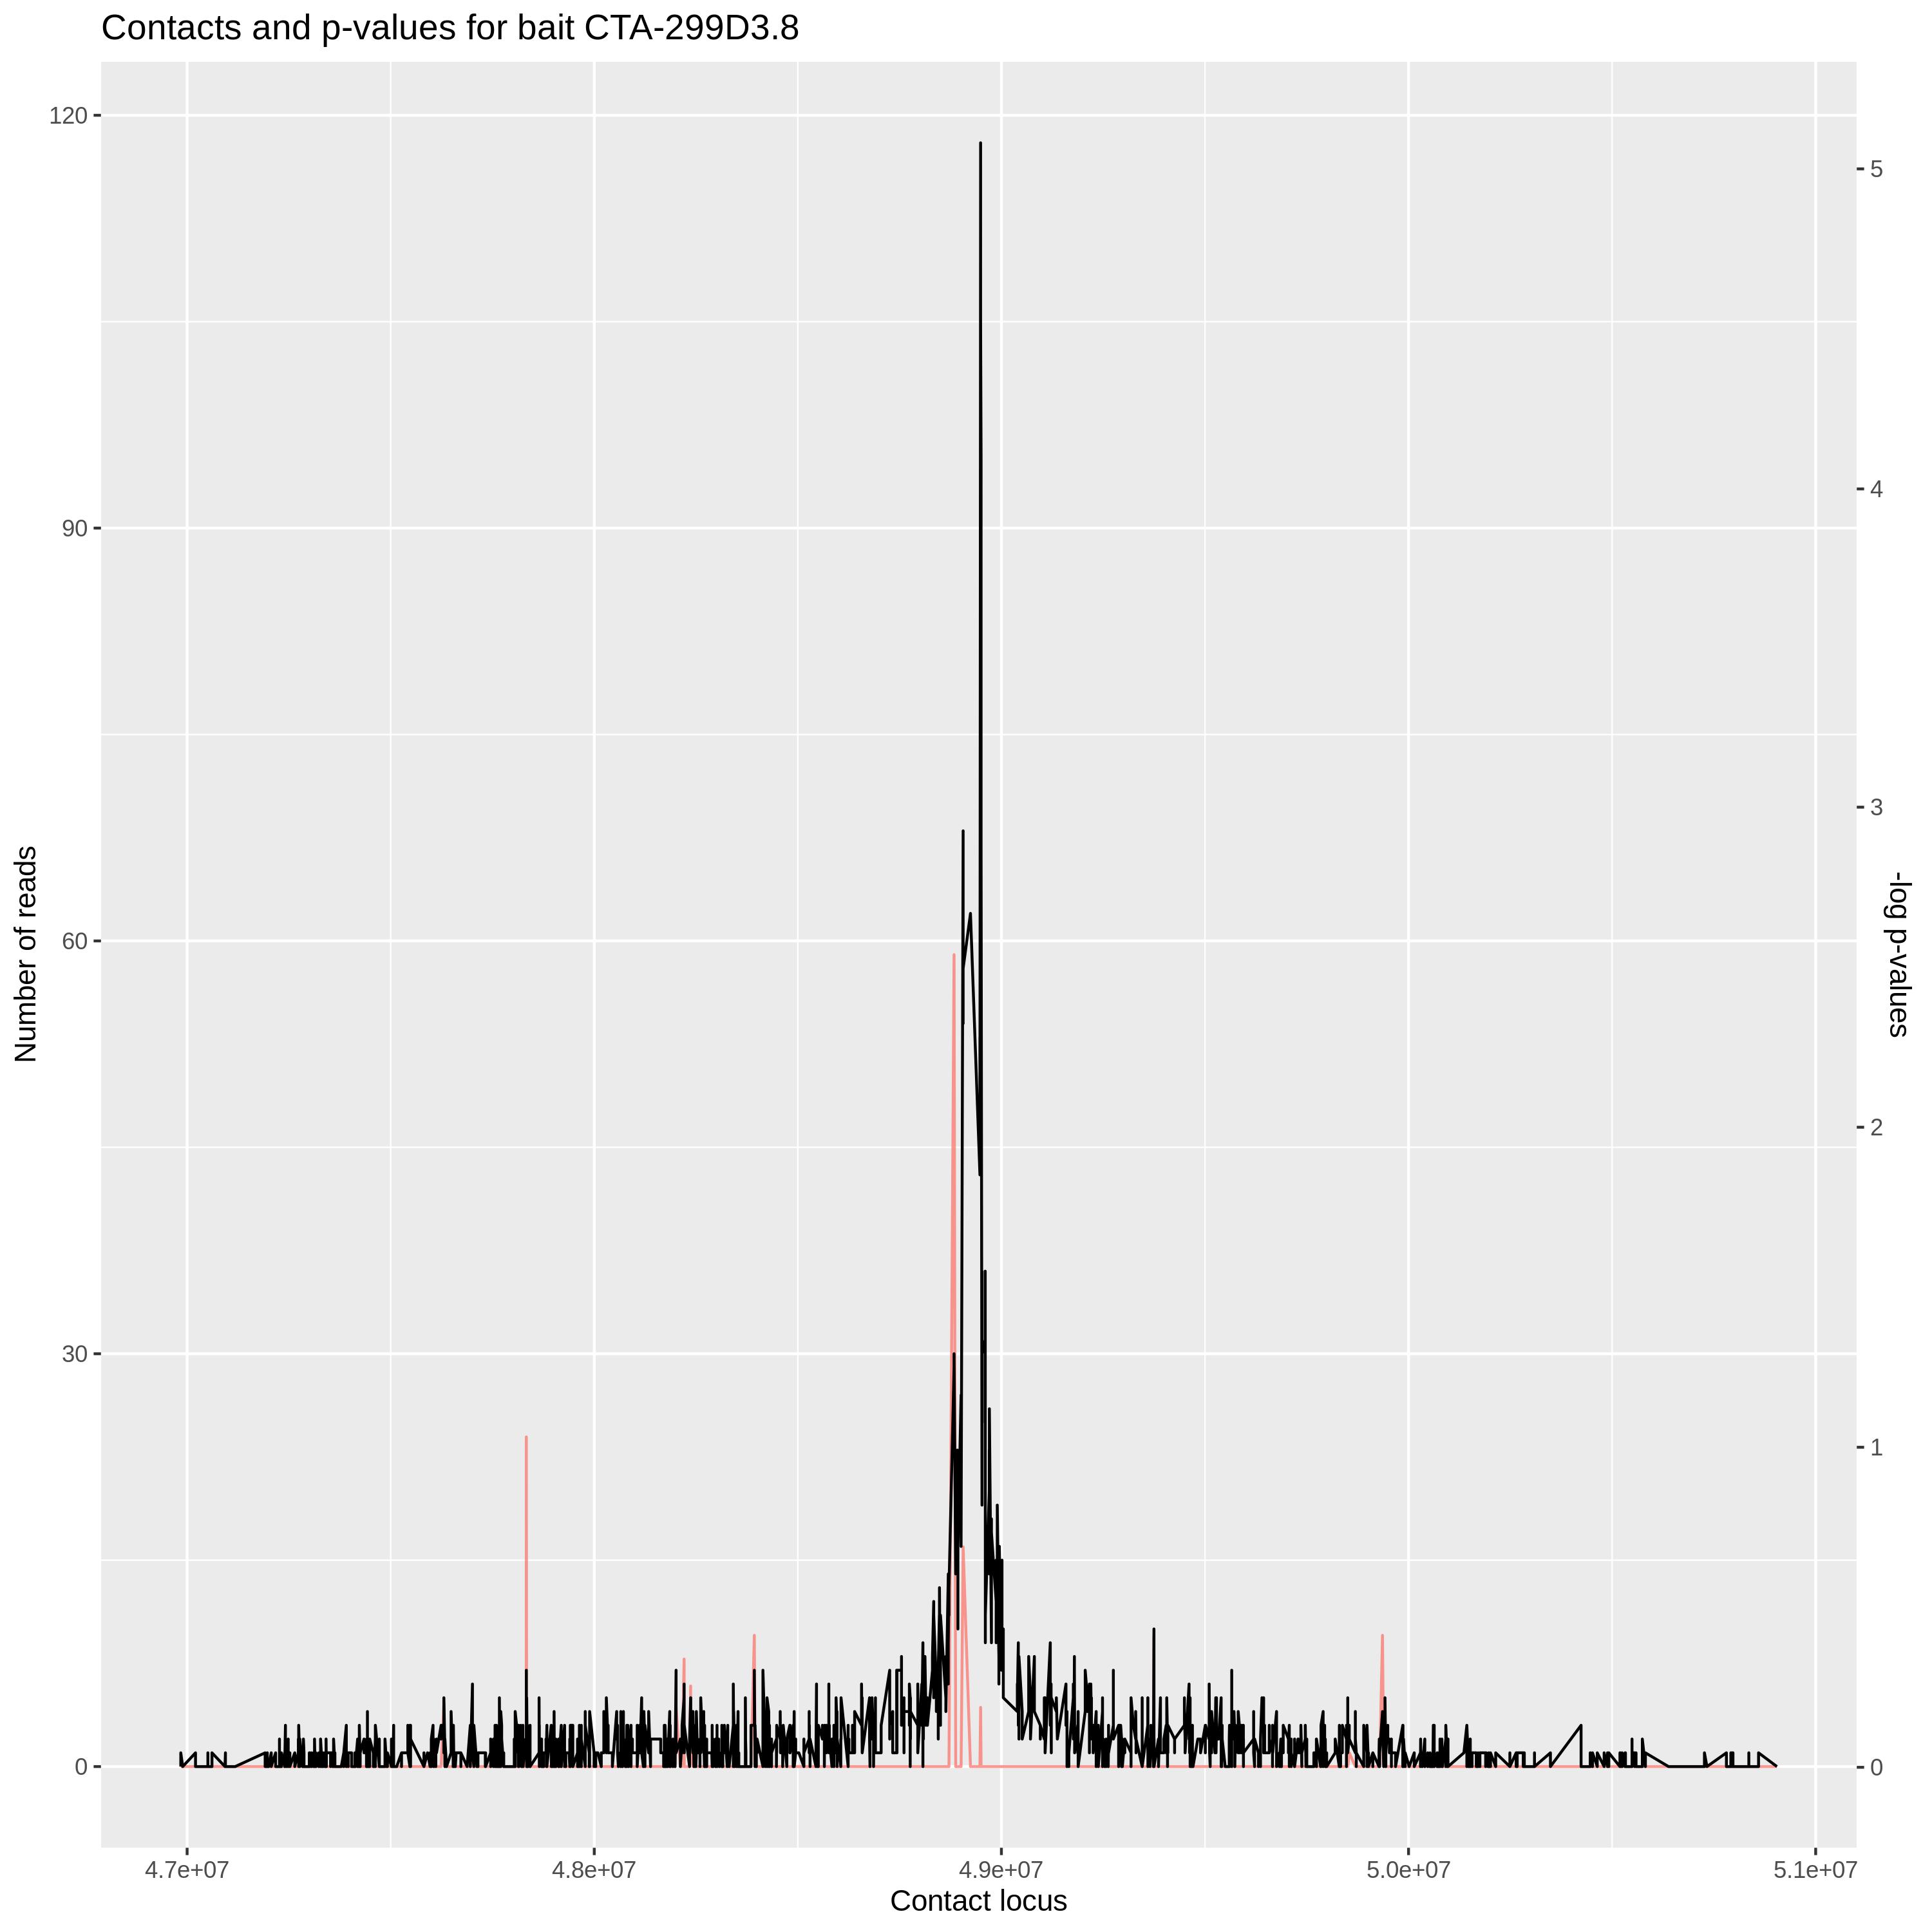 Contacts and p-values for bait CTA-299D3.8
120
90
60
30
0
Number of reads
5
4
3
2
1
0
-log p-values
4.7e+07
4.8e+07
4.9e+07
5.0e+07
5.1e+07
Contact locus